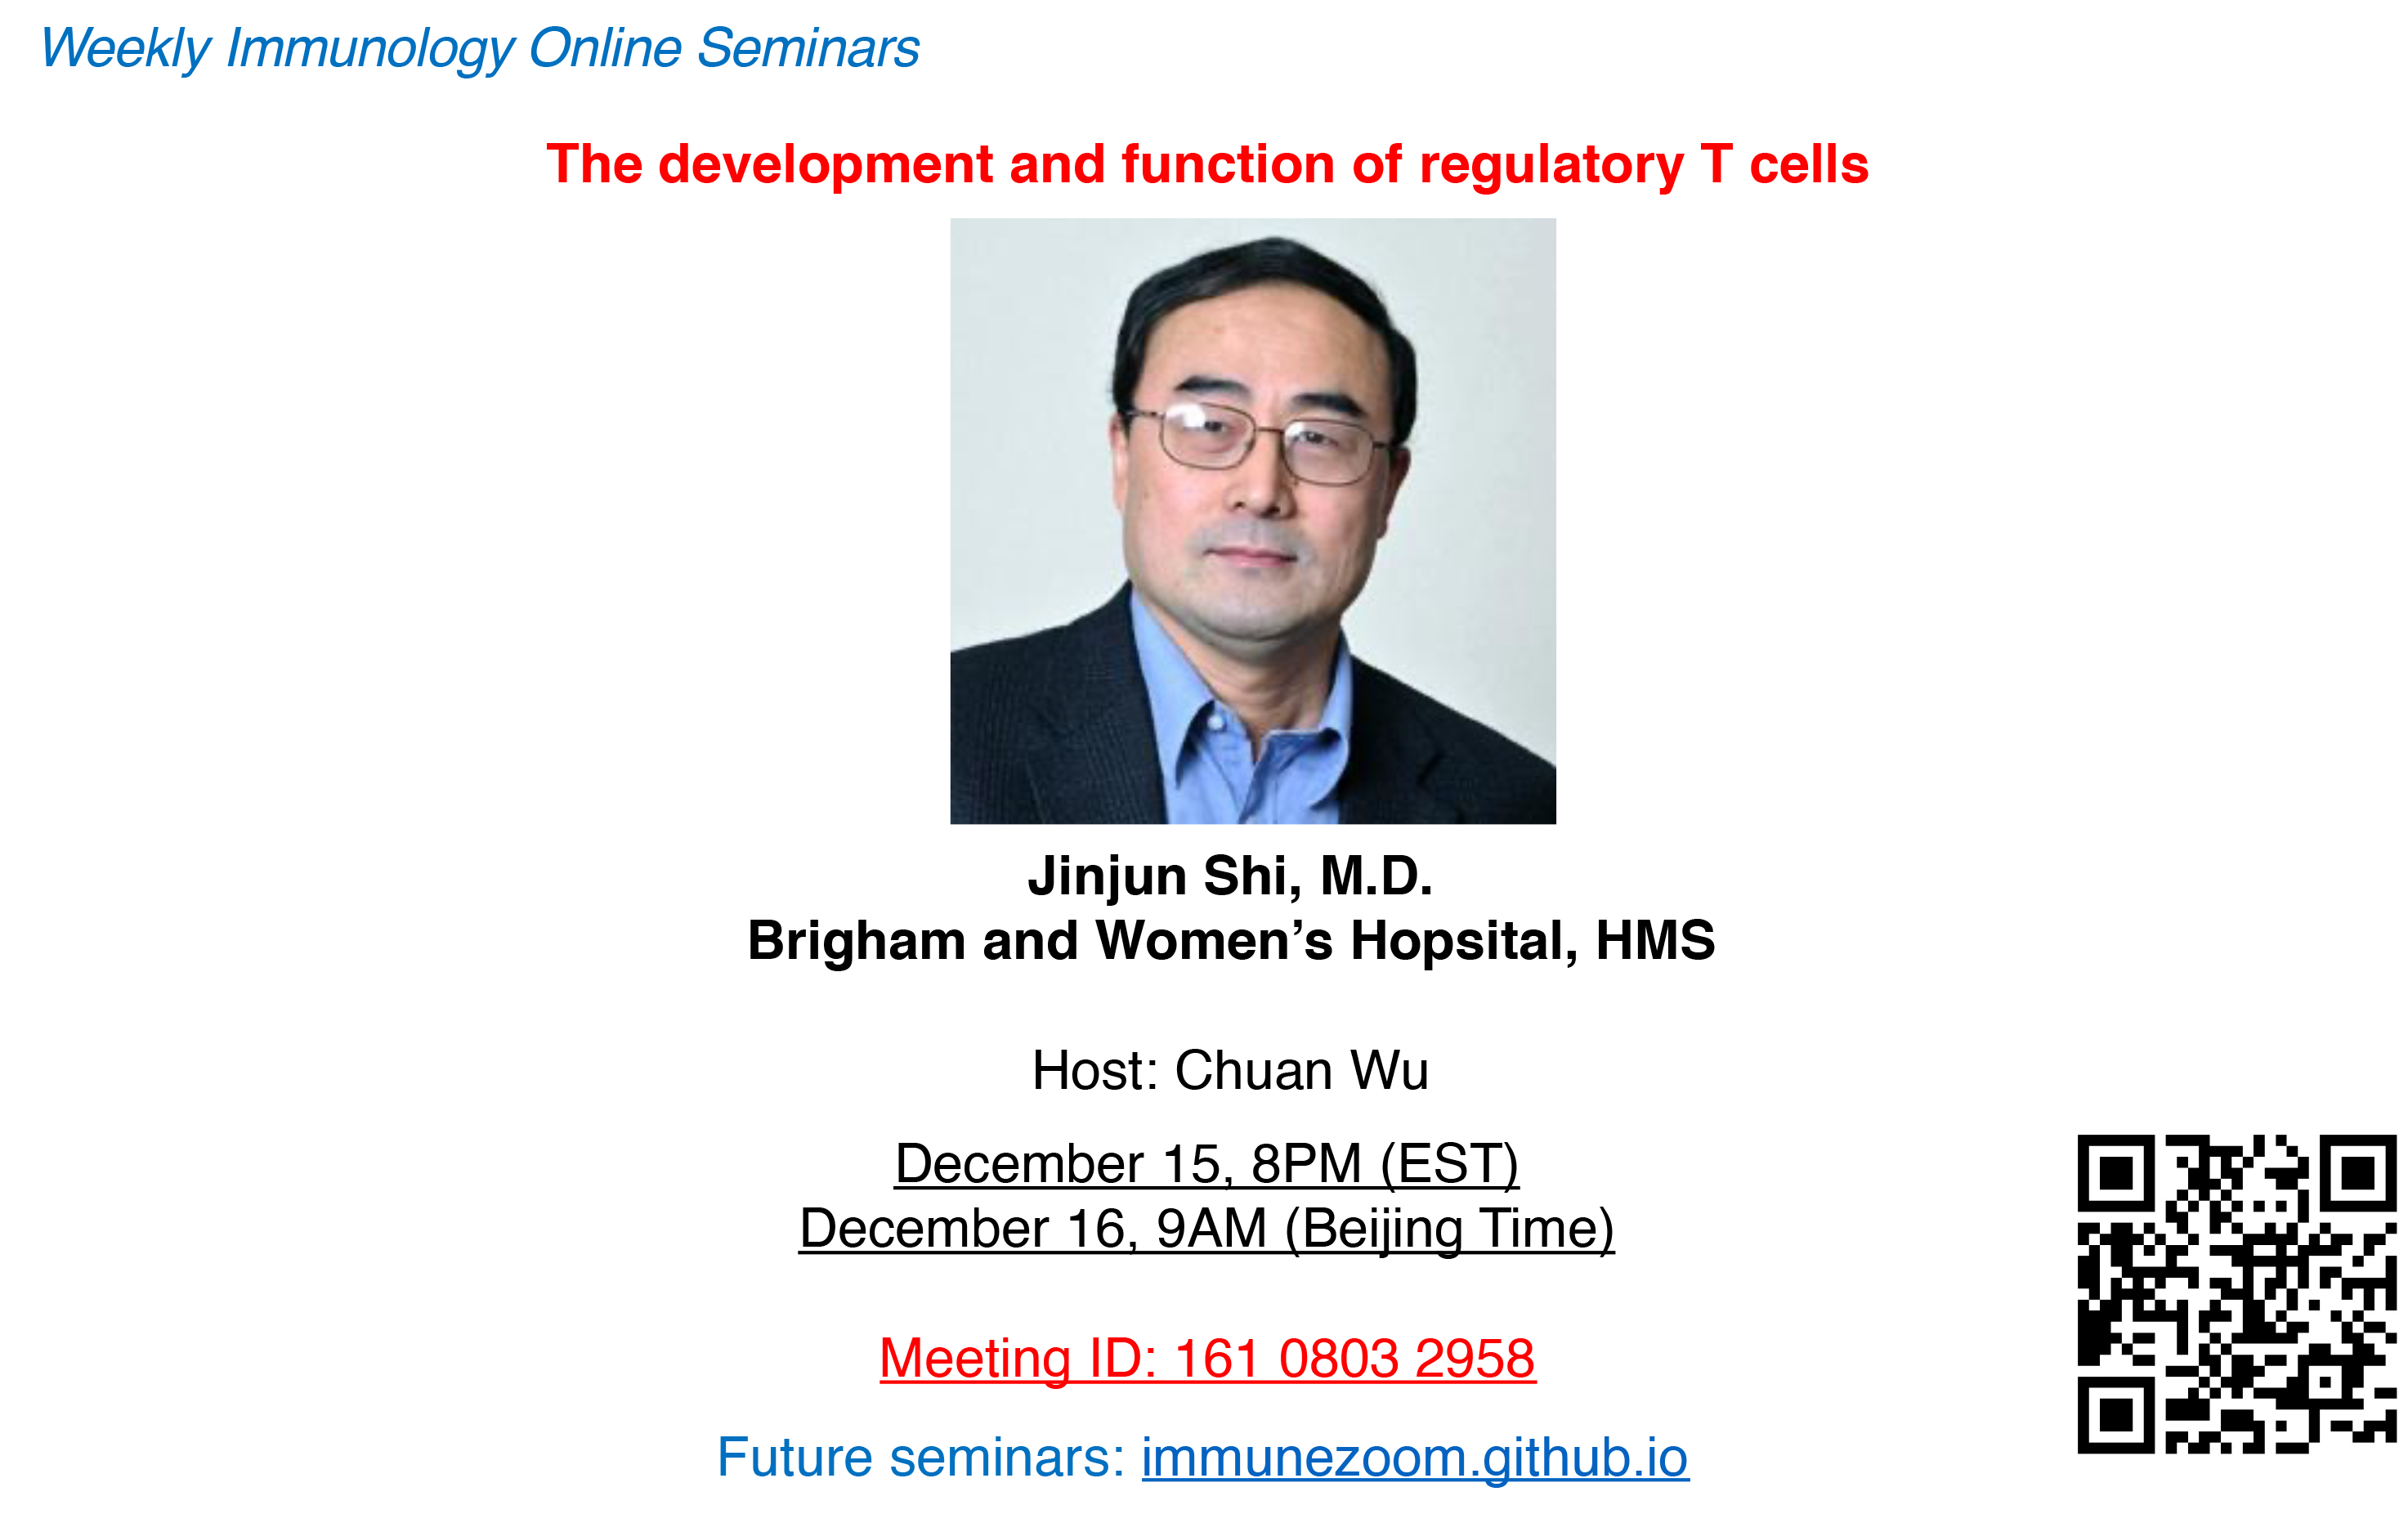 Weekly Immunology Online Seminars
The development and function of regulatory T cells
Jinjun Shi, M.D.
Brigham and Women’s Hopsital, HMS
Host: Chuan Wu
December 15, 8PM (EST)
December 16, 9AM (Beijing Time)
Meeting ID: 161 0803 2958
Future seminars: immunezoom.github.io